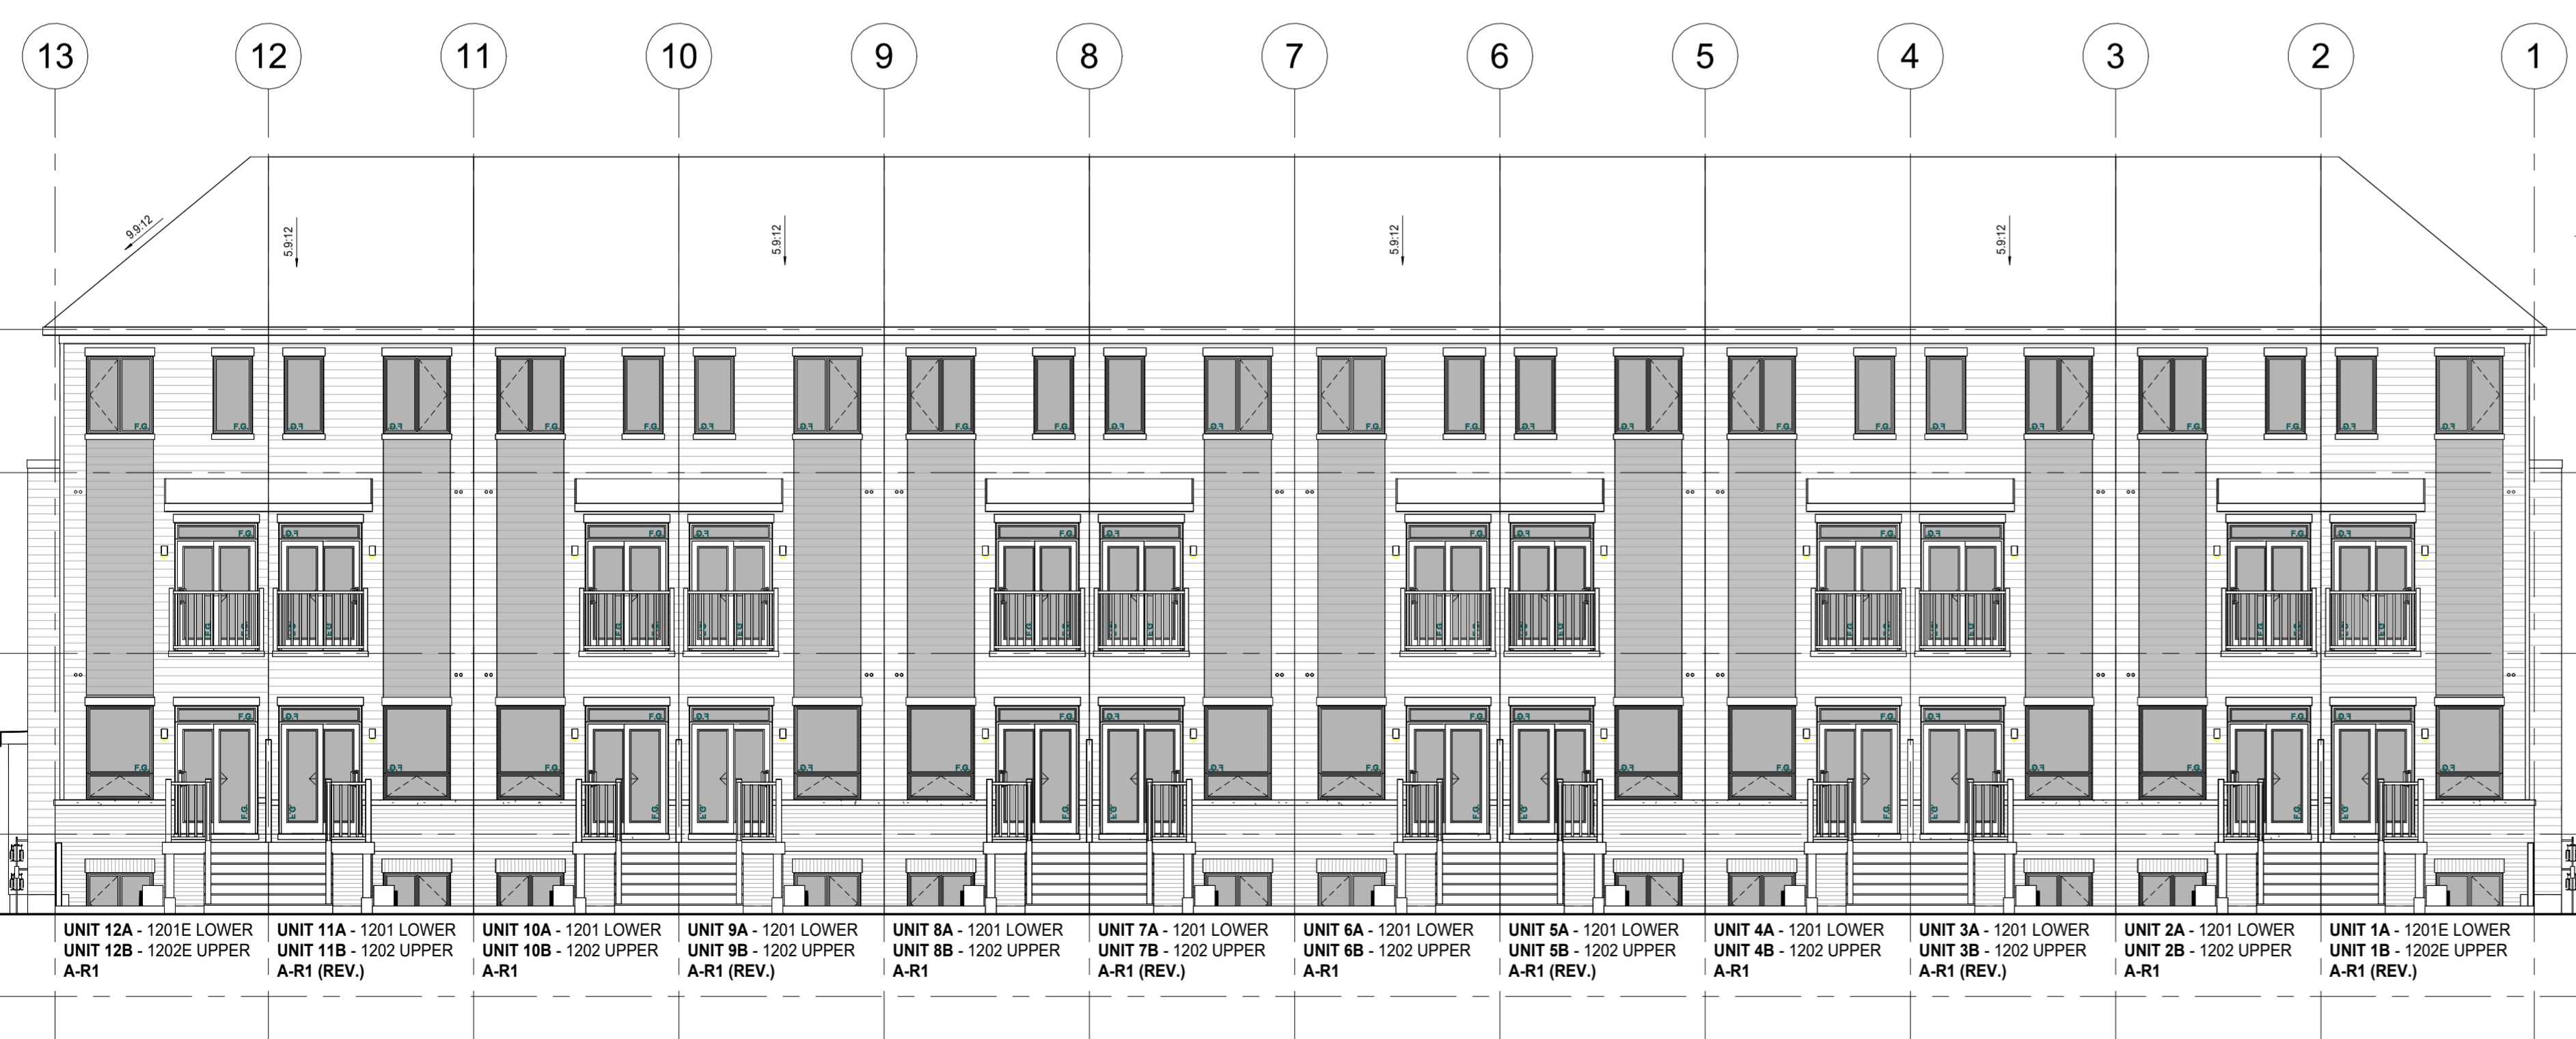 13 12 11 10 9 8 7 6 5 4 3 2 1
9.9:12
5.9:12 5.9:12 5.9:12 5.9:12
F.G. F.G. F.G. F.G. F.G. F.G. F.G. F.G. F.G. F.G. F.G. F.G. F.G. F.G. F.G. F.G. F.G. F.G. F.G. F.G. F.G. F.G. F.G. F.G.
F.G. F.G. F.G. F.G. F.G. F.G. F.G. F.G. F.G. F.G. F.G. F.G.
F.G. F.G. F.G. F.G. F.G. F.G. F.G. F.G. F.G. F.G. F.G. F.G. F.G. F.G. F.G. F.G. F.G. F.G. F.G. F.G. F.G. F.G. F.G. F.G.
F.G. F.G. F.G. F.G. F.G. F.G. F.G. F.G. F.G. F.G. F.G. F.G.
F.G. F.G. F.G. F.G. F.G. F.G. F.G. F.G. F.G. F.G. F.G. F.G.
F.G. F.G. F.G. F.G. F.G. F.G. F.G. F.G. F.G. F.G. F.G. F.G.
UNIT 12A - 1201E LOWER
UNIT 12B - 1202E UPPER
A-R1
UNIT 11A - 1201 LOWER
UNIT 11B - 1202 UPPER
A-R1 (REV.)
UNIT 10A - 1201 LOWER
UNIT 10B - 1202 UPPER
A-R1
UNIT 9A - 1201 LOWER
UNIT 9B - 1202 UPPER
A-R1 (REV.)
UNIT 8A - 1201 LOWER
UNIT 8B - 1202 UPPER
A-R1
UNIT 7A - 1201 LOWER
UNIT 7B - 1202 UPPER
A-R1 (REV.)
UNIT 6A - 1201 LOWER
UNIT 6B - 1202 UPPER
A-R1
UNIT 5A - 1201 LOWER
UNIT 5B - 1202 UPPER
A-R1 (REV.)
UNIT 4A - 1201 LOWER
UNIT 4B - 1202 UPPER
A-R1
UNIT 3A - 1201 LOWER
UNIT 3B - 1202 UPPER
A-R1 (REV.)
UNIT 2A - 1201 LOWER
UNIT 2B - 1202 UPPER
A-R1
UNIT 1A - 1201E LOWER
UNIT 1B - 1202E UPPER
A-R1 (REV.)